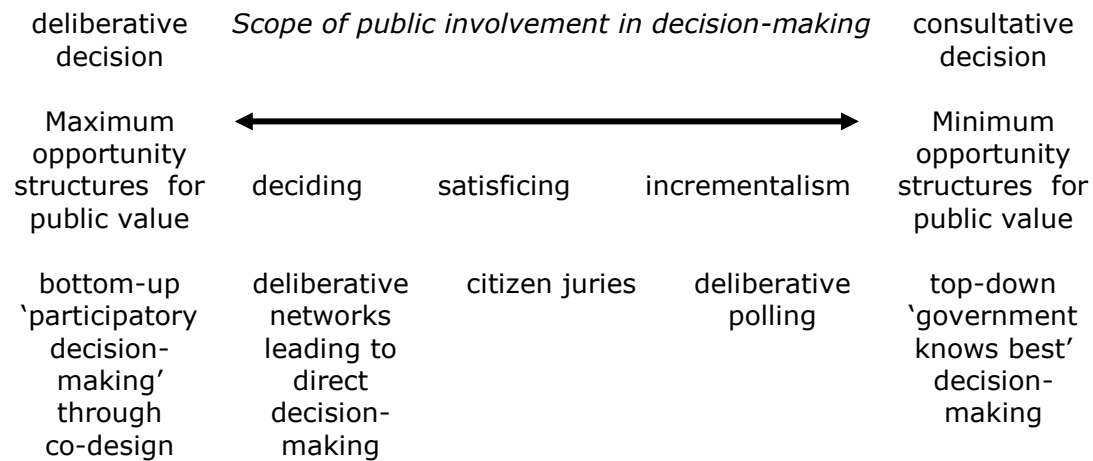 deliberative decision
Scope of public involvement in decision-making
consultative decision
Maximum
opportunity
structures for
public value
deciding
satisficing
incrementalism
Minimum
opportunity
structures for
public value
bottom-up
‘participatory
decision-
making’
through
co-design
deliberative
networks
leading to
direct
decision-
making
citizen juries
deliberative
polling
top-down
‘government
knows best’
decision-
making